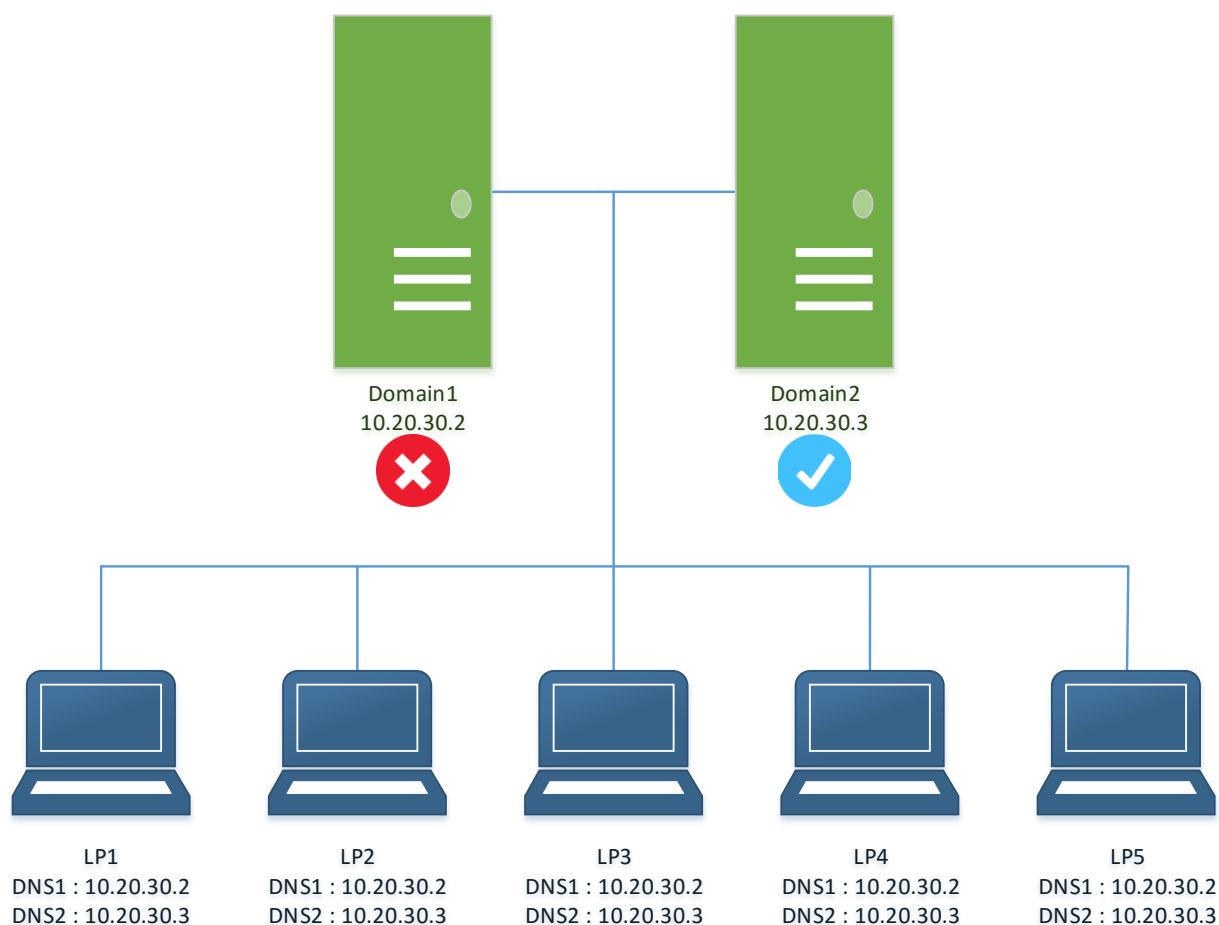 Domain1
10.20.30.2
Domain2
10.20.30.3
LP1
DNS1 : 10.20.30.2
DNS2 : 10.20.30.3
LP2
DNS1 : 10.20.30.2
DNS2 : 10.20.30.3
LP3
DNS1 : 10.20.30.2
DNS2 : 10.20.30.3
LP4
DNS1 : 10.20.30.2
DNS2 : 10.20.30.3
LP5
DNS1 : 10.20.30.2
DNS2 : 10.20.30.3